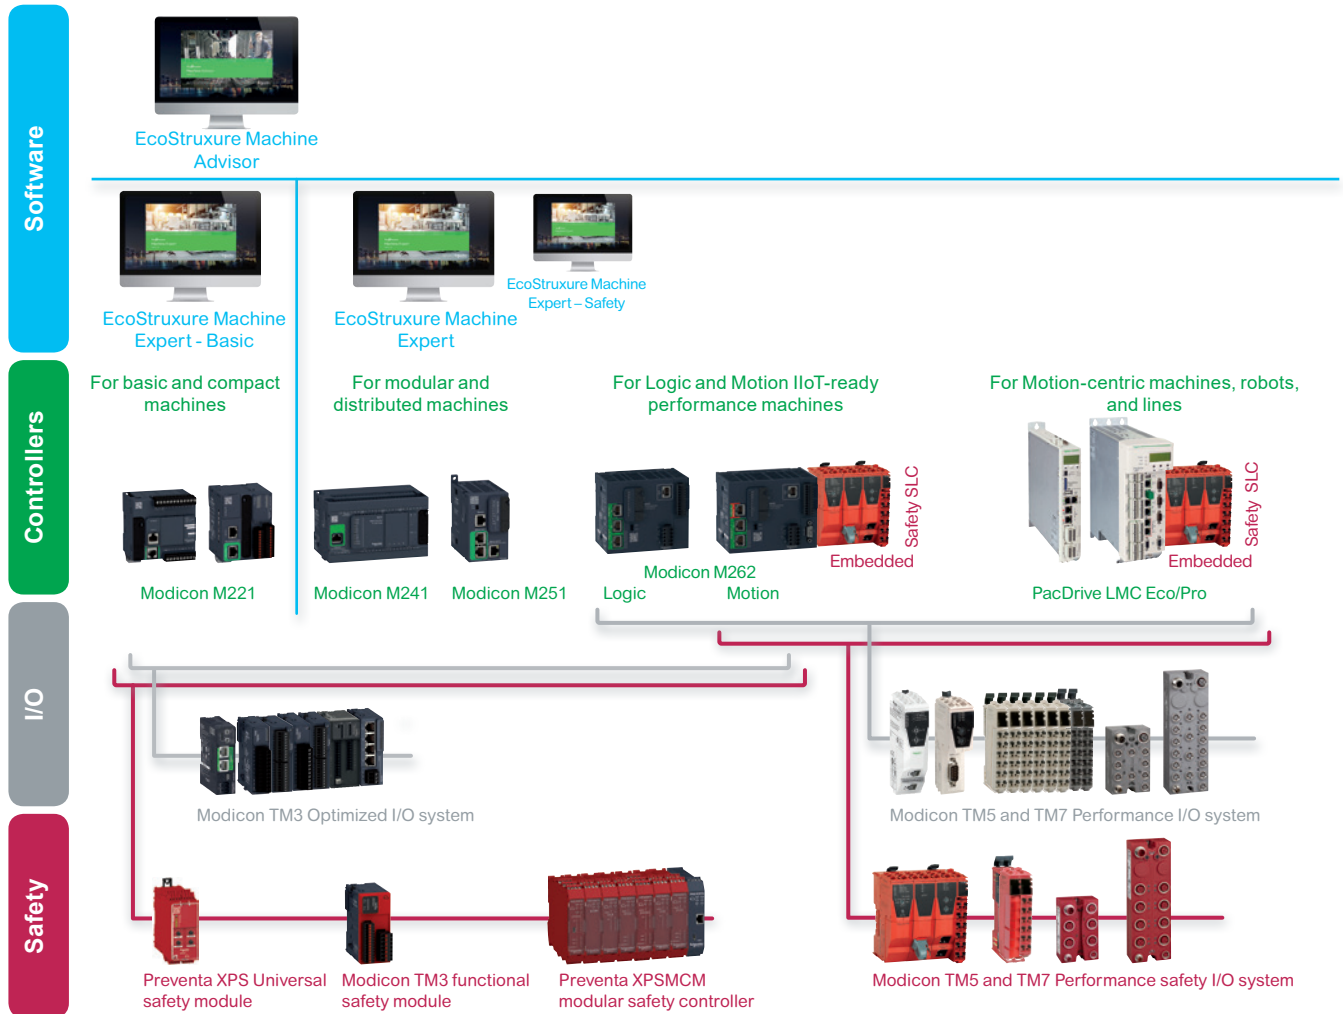 Software
EcoStruxure Machine
Advisor
EcoStruxure Machine
Expert - Basic
EcoStruxure Machine
Expert
EcoStruxure Machine
Expert – Safety
Controllers
For basic and compact
machines
For modular and
distributed machines
For Logic and Motion IIoT-ready
performance machines
For Motion-centric machines, robots,
and lines
Safety SLC
Embedded
Safety SLC
Embedded
Modicon M221
Modicon M241
Modicon M251
Modicon M262
Logic
Motion
PacDrive LMC Eco/Pro
I/O
Modicon TM3 Optimized I/O system
Modicon TM5 and TM7 Performance I/O system
Safety
Preventa XPS Universal
safety module
Modicon TM3 functional
safety module
Preventa XPSMCM
modular safety controller
Modicon TM5 and TM7 Performance safety I/O system